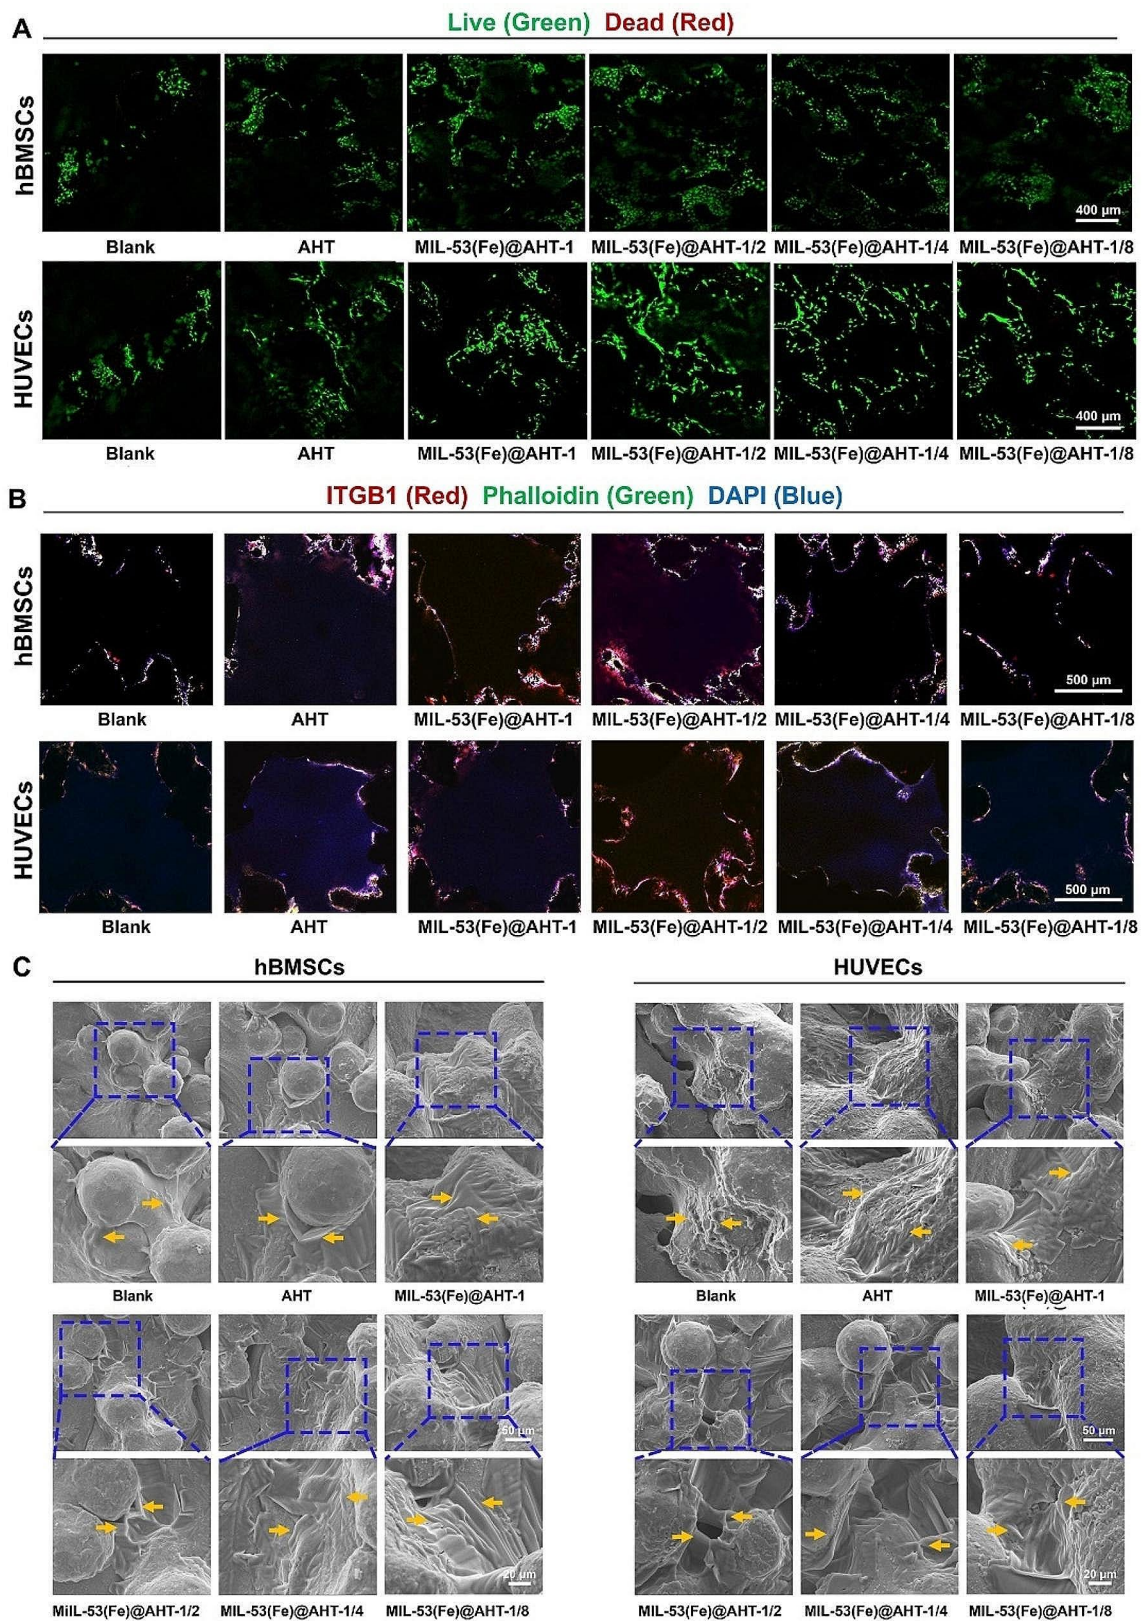 A
Live (Green) Dead (Red)
hBMSCs
400 µm
Blank AHT MIL-53(Fe)@AHT-1 MIL-53(Fe)@AHT-1/2 MIL-53(Fe)@AHT-1/4 MIL-53(Fe)@AHT-1/8
HUVECs
400 µm
Blank AHT MIL-53(Fe)@AHT-1 MIL-53(Fe)@AHT-1/2 MIL-53(Fe)@AHT-1/4 MIL-53(Fe)@AHT-1/8
B
ITGB1 (Red) Phalloidin (Green) DAPI (Blue)
hBMSCs
500 µm
Blank AHT MIL-53(Fe)@AHT-1 MIL-53(Fe)@AHT-1/2 MIL-53(Fe)@AHT-1/4 MIL-53(Fe)@AHT-1/8
HUVECs
500 µm
Blank AHT MIL-53(Fe)@AHT-1 MIL-53(Fe)@AHT-1/2 MIL-53(Fe)@AHT-1/4 MIL-53(Fe)@AHT-1/8
C
hBMSCs
Blank AHT MIL-53(Fe)@AHT-1
50 µm
20 µm
MiIL-53(Fe)@AHT-1/2 MIL-53(Fe)@AHT-1/4 MIL-53(Fe)@AHT-1/8
HUVECs
Blank AHT MIL-53(Fe)@AHT-1
50 µm
20 µm
MIL-53(Fe)@AHT-1/2 MIL-53(Fe)@AHT-1/4 MIL-53(Fe)@AHT-1/8